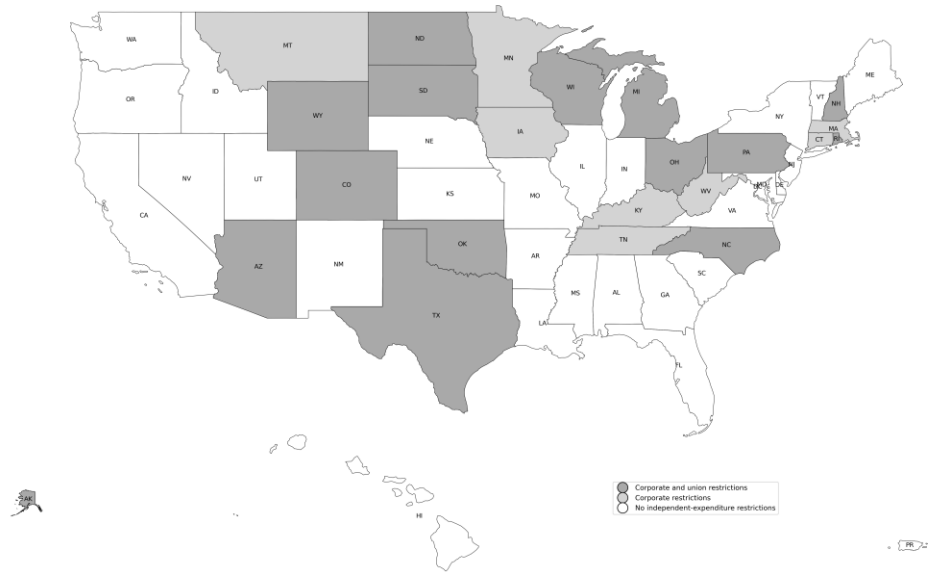 WA
MT
ND
MN
OR
ID
SD
WI
MI
ME
VT
NH
WY
NY
MA
CT
RI
IA
NE
PA
NJ
NV
UT
CO
IL
IN
OH
MD
DE
DC
CA
KS
MO
WV
VA
KY
AZ
NM
OK
AR
TN
NC
SC
TX
LA
MS
AL
GA
FL
AK
HI
PR
Corporate and union restrictions
Corporate restrictions
No independent-expenditure restrictions